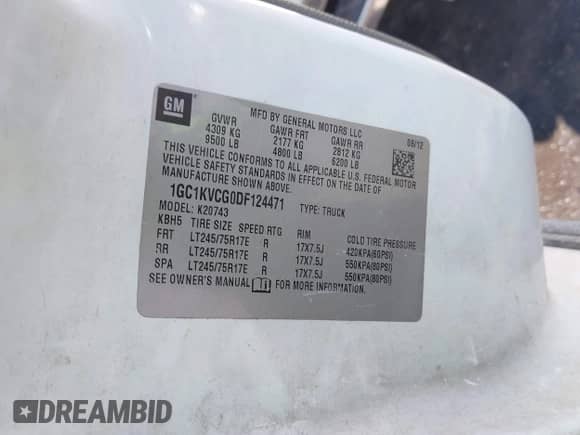 GM
MFD BY GENERAL MOTORS LLC
GVWR GAWR FRT GAWR RR 08/12
4309 KG 2177 KG 2812 KG
9500 LB 4800 LB 6200 LB
THIS VEHICLE CONFORMS TO ALL APPLICABLE U.S. FEDERAL MOTOR
VEHICLE SAFETY STANDARDS IN EFFECT ON THE DATE OF
MANUFACTURE SHOWN ABOVE.
1GC1KVCG0DF124471 TYPE: TRUCK
MODEL: K20743
KBH5 TIRE SIZE SPEED RTG RIM COLD TIRE PRESSURE
FRT LT245/75R17E R 17X7.5J 420KPA(60PSI)
RR LT245/75R17E R 17X7.5J 550KPA(80PSI)
SPA LT245/75R17E R 17X7.5J 550KPA(80PSI)
SEE OWNER'S MANUAL FOR MORE INFORMATION.
DREAMBID